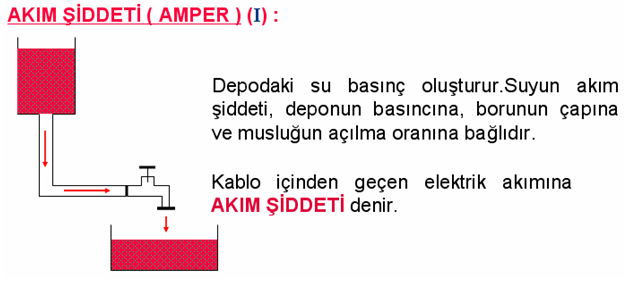 AKIM ŞİDDETİ ( AMPER ) (I) :
Depodaki su basınç oluşturur.Suyun akım
şiddeti, deponun basıncına, borunun çapına
ve musluğun açılma oranına bağlıdır.
Kablo içinden geçen elektrik akımına
AKIM ŞİDDETİ denir.